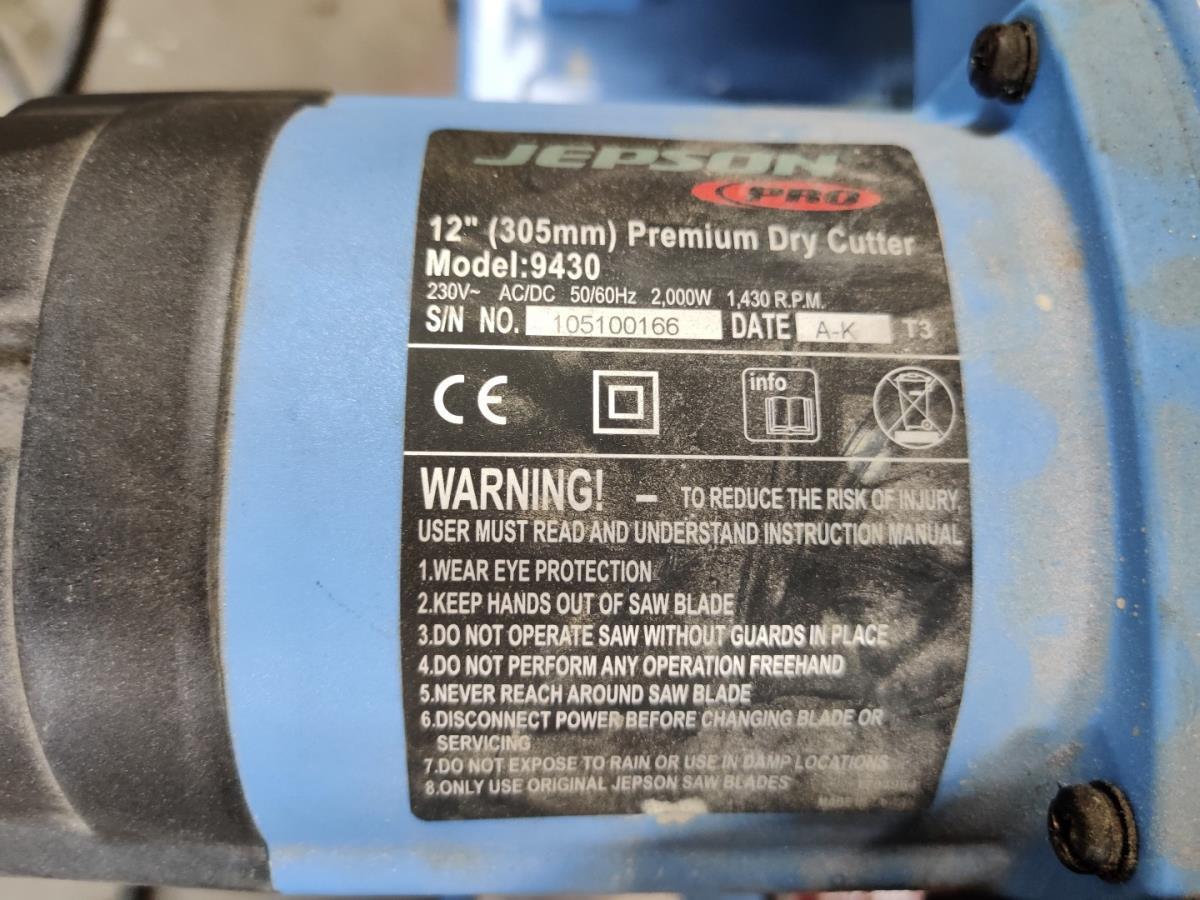 JEPSON
PRO
12" (305mm) Premium Dry Cutter
Model:9430
230V~ AC/DC 50/60Hz 2,000W 1,430 R.P.M.
S/N NO. 105100166 DATE A-K T3
CE info
WARNING! – TO REDUCE THE RISK OF INJURY,
USER MUST READ AND UNDERSTAND INSTRUCTION MANUAL
1.WEAR EYE PROTECTION
2.KEEP HANDS OUT OF SAW BLADE
3.DO NOT OPERATE SAW WITHOUT GUARDS IN PLACE
4.DO NOT PERFORM ANY OPERATION FREEHAND
5.NEVER REACH AROUND SAW BLADE
6.DISCONNECT POWER BEFORE CHANGING BLADE OR
SERVICING
7.DO NOT EXPOSE TO RAIN OR USE IN DAMP LOCATIONS
8.ONLY USE ORIGINAL JEPSON SAW BLADES